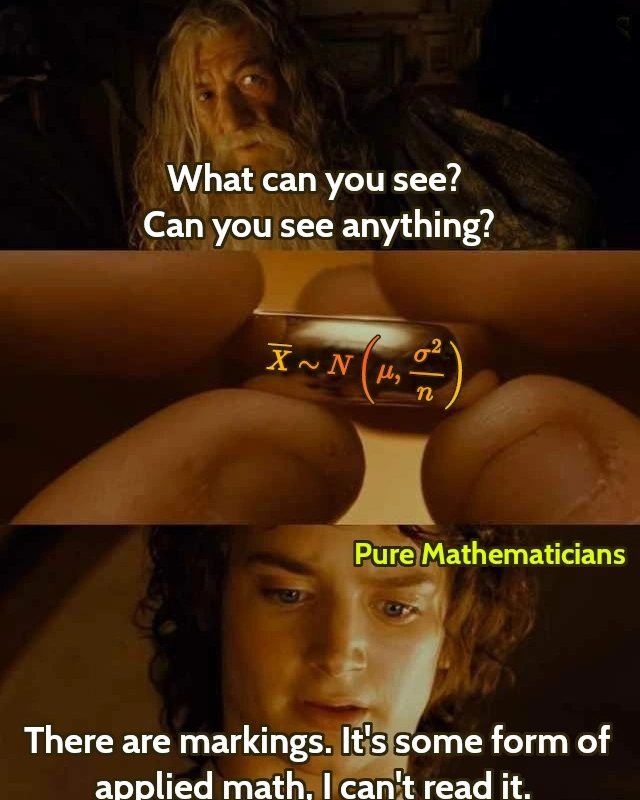 What can you see?
Can you see anything?
X̅ ~ N(μ, σ²/n)
Pure Mathematicians
There are markings. It's some form of
applied math, I can't read it.